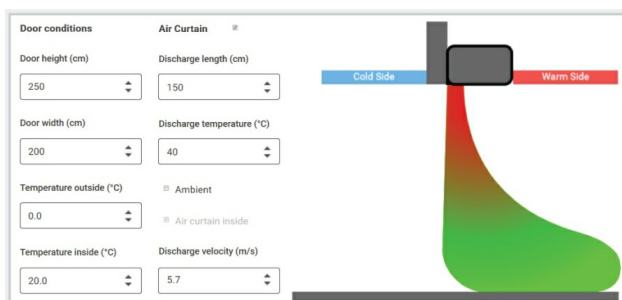 Door conditions
Air Curtain
Door height (cm)
250
Discharge length (cm)
150
Door width (cm)
200
Discharge temperature (°C)
40
Temperature outside (°C)
0.0
Ambient
Air curtain inside
Temperature inside (°C)
20.0
Discharge velocity (m/s)
5.7
Cold Side
Warm Side